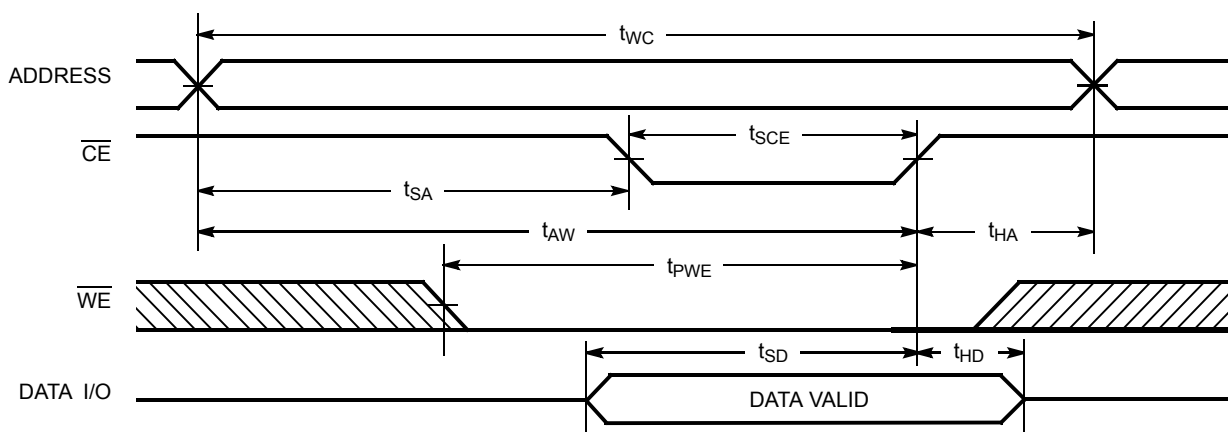 tWC
ADDRESS
CE
tSCE
tSA
tAW
tHA
tPWE
WE
tSD
tHD
DATA I/O
DATA VALID